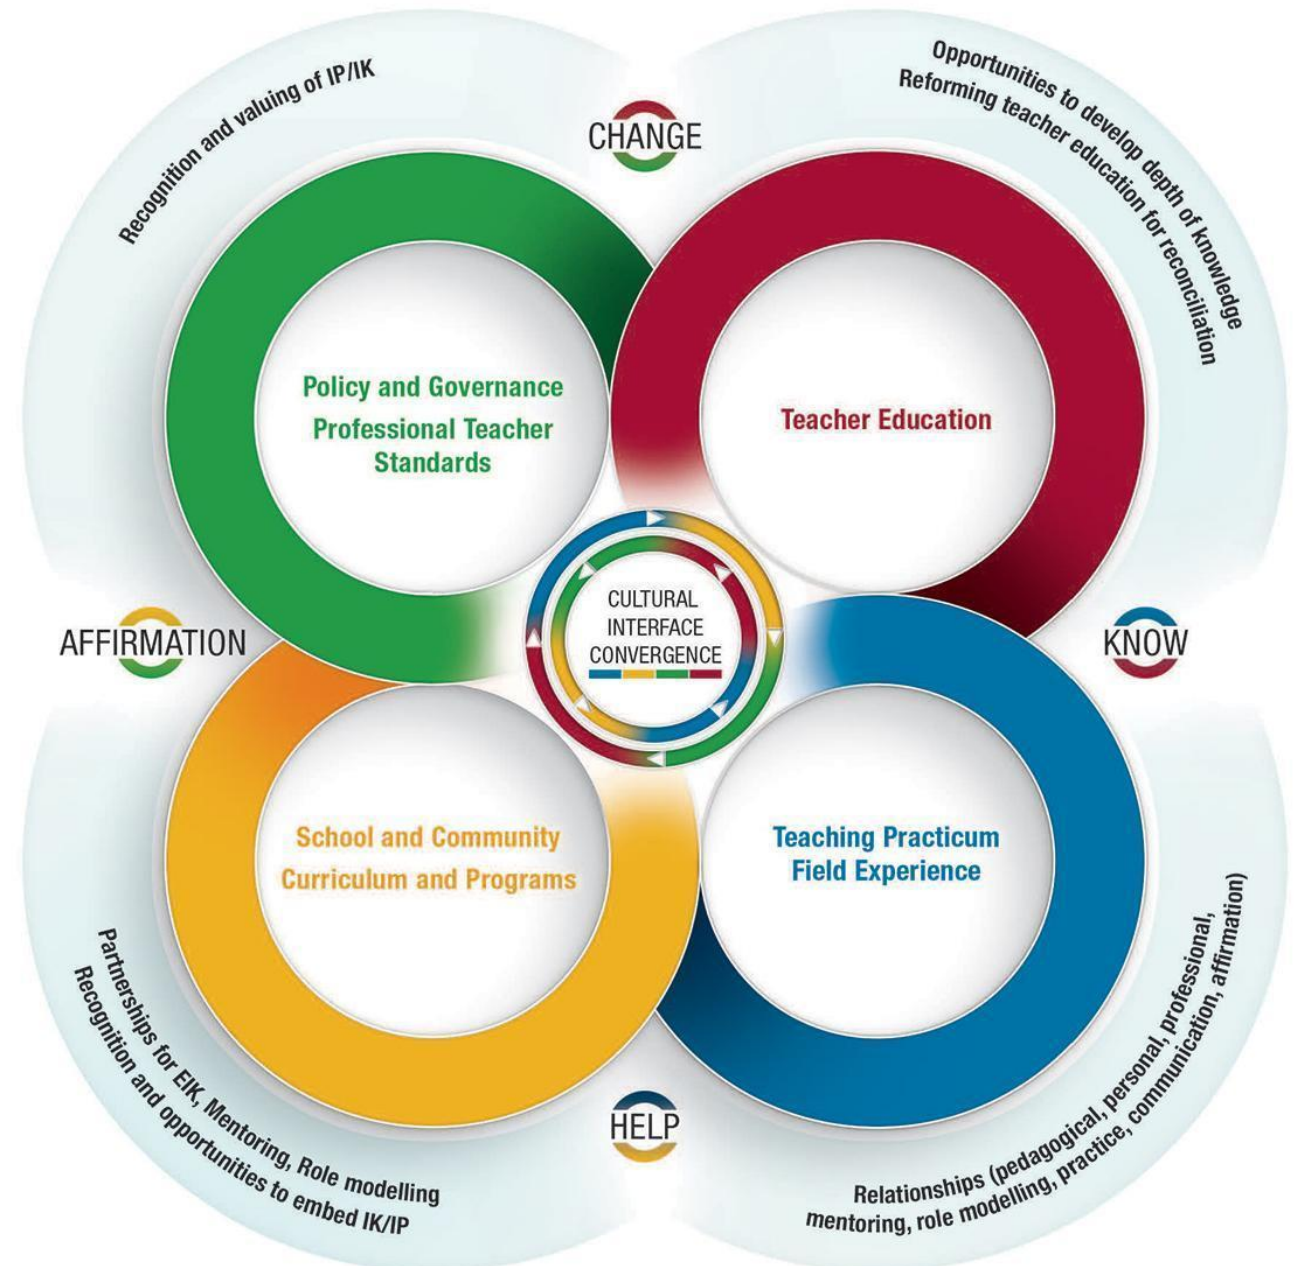 Recognition and valuing of IP/IK
CHANGE
Opportunities to develop depth of knowledge
Reforming teacher education for reconciliation
Policy and Governance
Professional Teacher
Standards
Teacher Education
AFFIRMATION
CULTURAL
INTERFACE
CONVERGENCE
KNOW
School and Community
Curriculum and Programs
Teaching Practicum
Field Experience
Partnerships for EIK, Mentoring, Role modelling
Recognition and opportunities to embed IK/IP
HELP
Relationships (pedagogical, personal, professional,
mentoring, role modelling, practice, communication, affirmation)